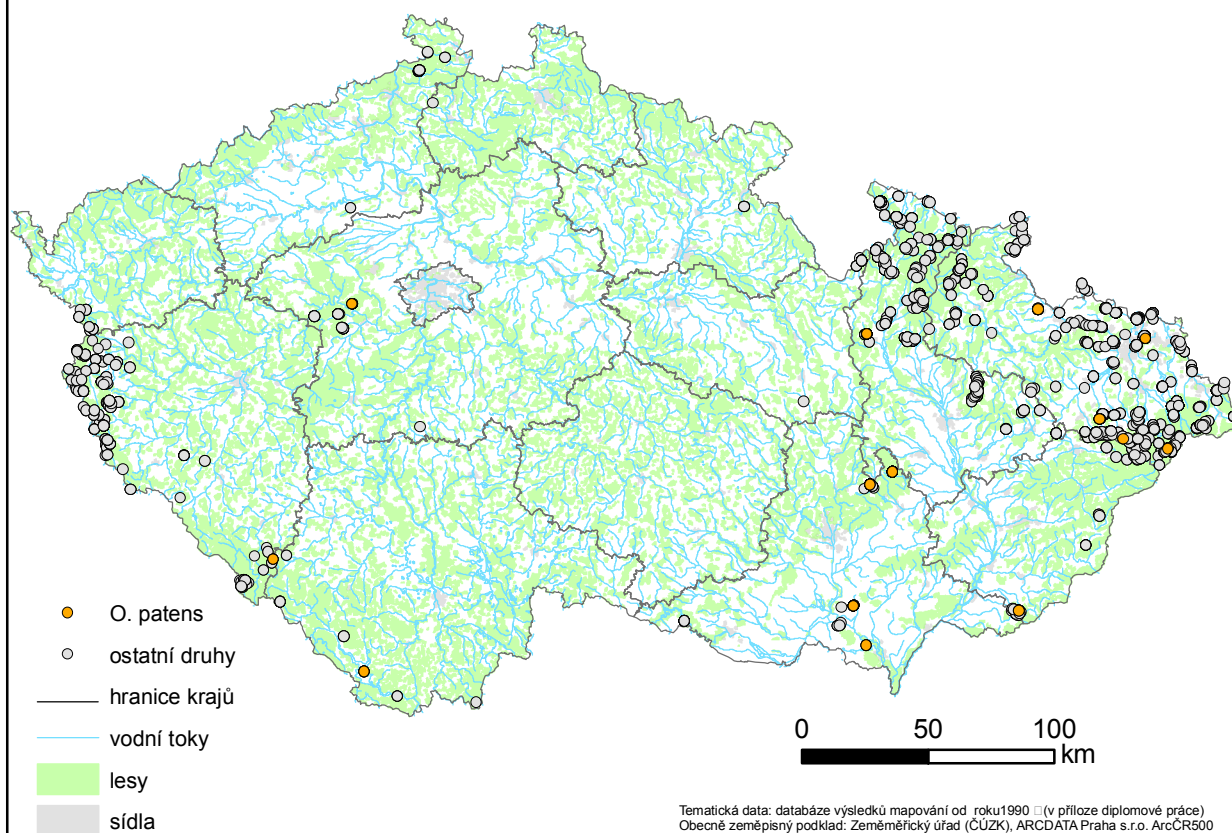 O. patens
ostatní druhy
hranice krajů
vodní toky
lesy
sídla
0 50 100
km
Tematická data: databáze výsledků mapování od roku1990 □(v příloze diplomové práce)
Obecně zeměpisný podklad: Zeměměřický úřad (ČÚZK), ARCDATA Praha s.r.o. ArcČR500